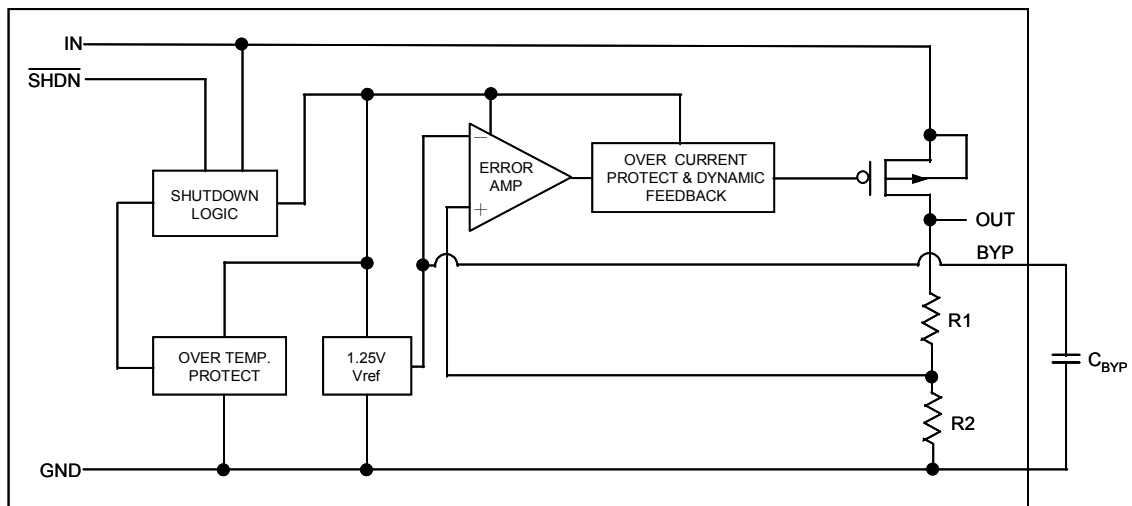 IN
SHDN
SHUTDOWN
LOGIC
ERROR
AMP
−
+
OVER CURRENT
PROTECT & DYNAMIC
FEEDBACK
OUT
BYP
R1
OVER TEMP.
PROTECT
1.25V
Vref
CBYP
R2
GND